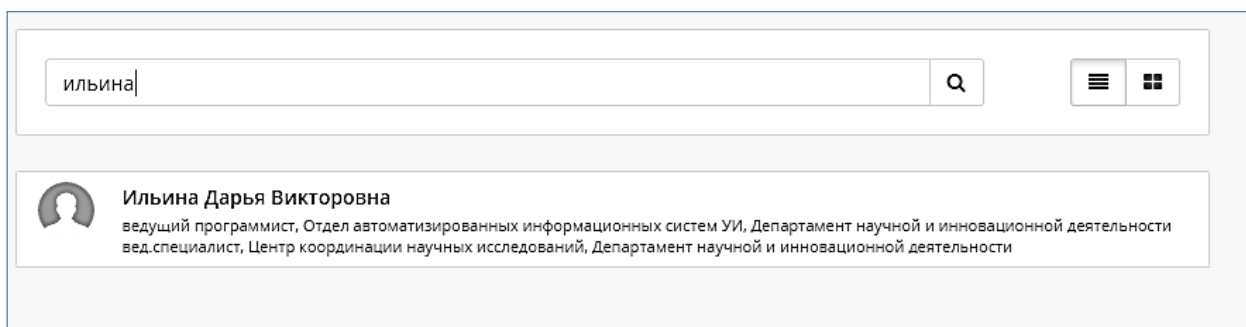 ильина
Ильина Дарья Викторовна
ведущий программист, Отдел автоматизированных информационных систем УИ, Департамент научной и инновационной деятельности
вед.специалист, Центр координации научных исследований, Департамент научной и инновационной деятельности